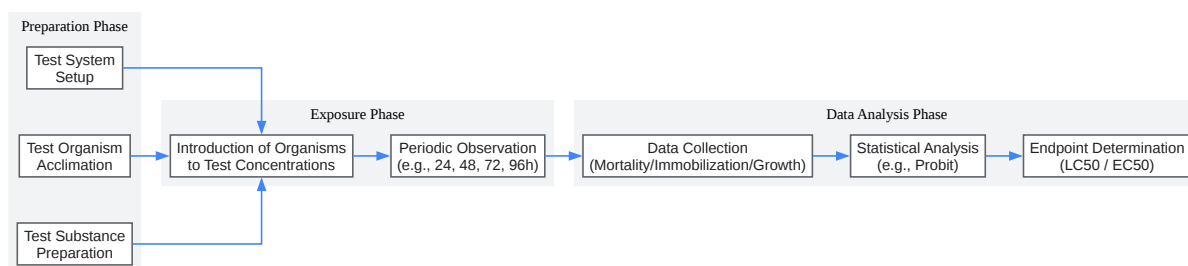 Preparation Phase
Test System
Setup
Test Organism
Acclimation
Test Substance
Preparation
Exposure Phase
Introduction of Organisms
to Test Concentrations
Periodic Observation
(e.g., 24, 48, 72, 96h)
Data Analysis Phase
Data Collection
(Mortality/Immobilization/Growth)
Statistical Analysis
(e.g., Probit)
Endpoint Determination
(LC50 / EC50)